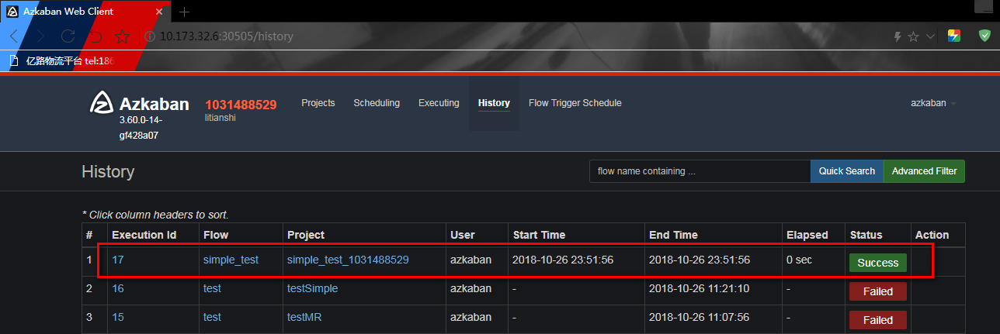 Azkaban Web Client
10.173.32.6:30505/history
亿路物流平台 tel:186
Azkaban
3.60.0-14-
gf428a07
1031488529
litianshi
Projects Scheduling Executing History Flow Trigger Schedule azkaban
History
flow name containing ... Quick Search Advanced Filter
* Click column headers to sort.
# Execution Id Flow Project User Start Time End Time Elapsed Status Action
1 17 simple_test simple_test_1031488529 azkaban 2018-10-26 23:51:56 2018-10-26 23:51:56 0 sec Success
2 16 test testSimple azkaban - 2018-10-26 11:21:10 - Failed
3 15 test testMR azkaban - 2018-10-26 11:07:56 - Failed